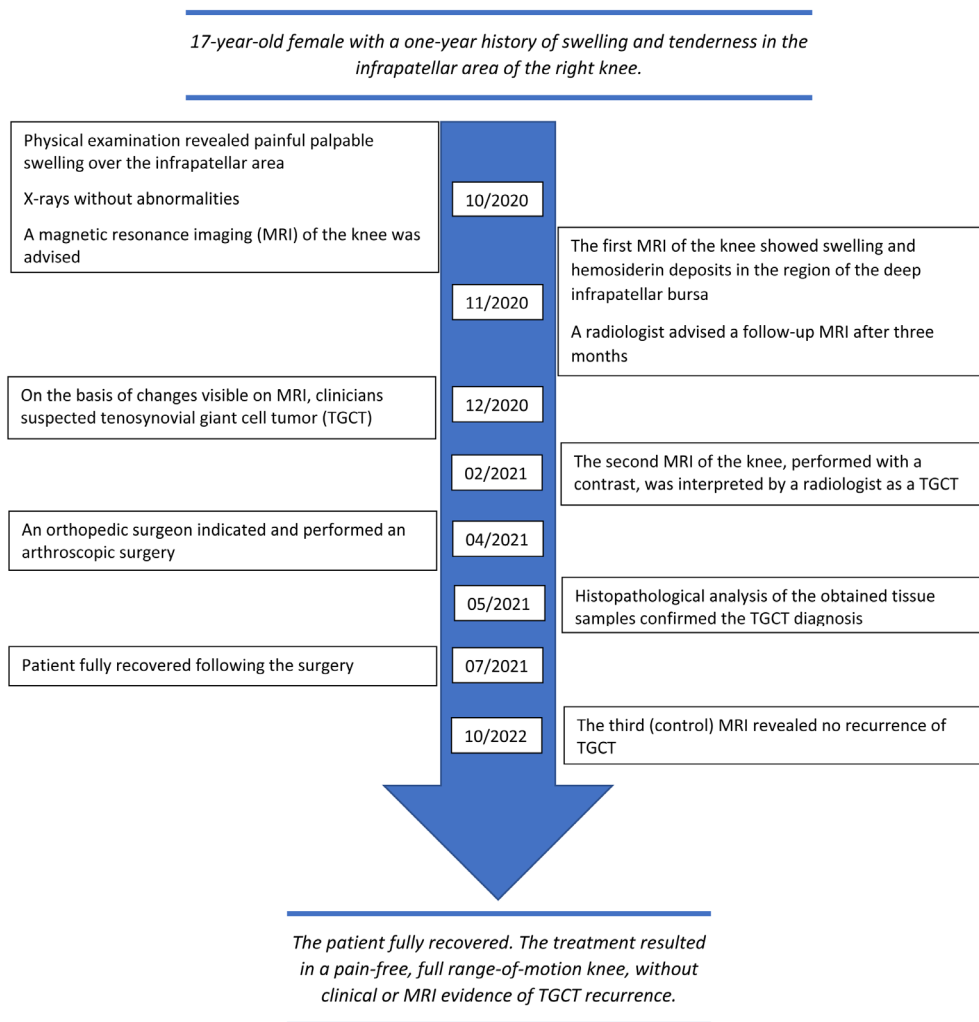 17-year-old female with a one-year history of swelling and tenderness in the
infrapatellar area of the right knee.
Physical examination revealed painful palpable
swelling over the infrapatellar area
X-rays without abnormalities
A magnetic resonance imaging (MRI) of the knee was
advised
10/2020
The first MRI of the knee showed swelling and
hemosiderin deposits in the region of the deep
infrapatellar bursa
A radiologist advised a follow-up MRI after three
months
11/2020
On the basis of changes visible on MRI, clinicians
suspected tenosynovial giant cell tumor (TGCT)
12/2020
02/2021
The second MRI of the knee, performed with a
contrast, was interpreted by a radiologist as a TGCT
An orthopedic surgeon indicated and performed an
arthroscopic surgery
04/2021
05/2021
Histopathological analysis of the obtained tissue
samples confirmed the TGCT diagnosis
Patient fully recovered following the surgery
07/2021
10/2022
The third (control) MRI revealed no recurrence of
TGCT
The patient fully recovered. The treatment resulted
in a pain-free, full range-of-motion knee, without
clinical or MRI evidence of TGCT recurrence.